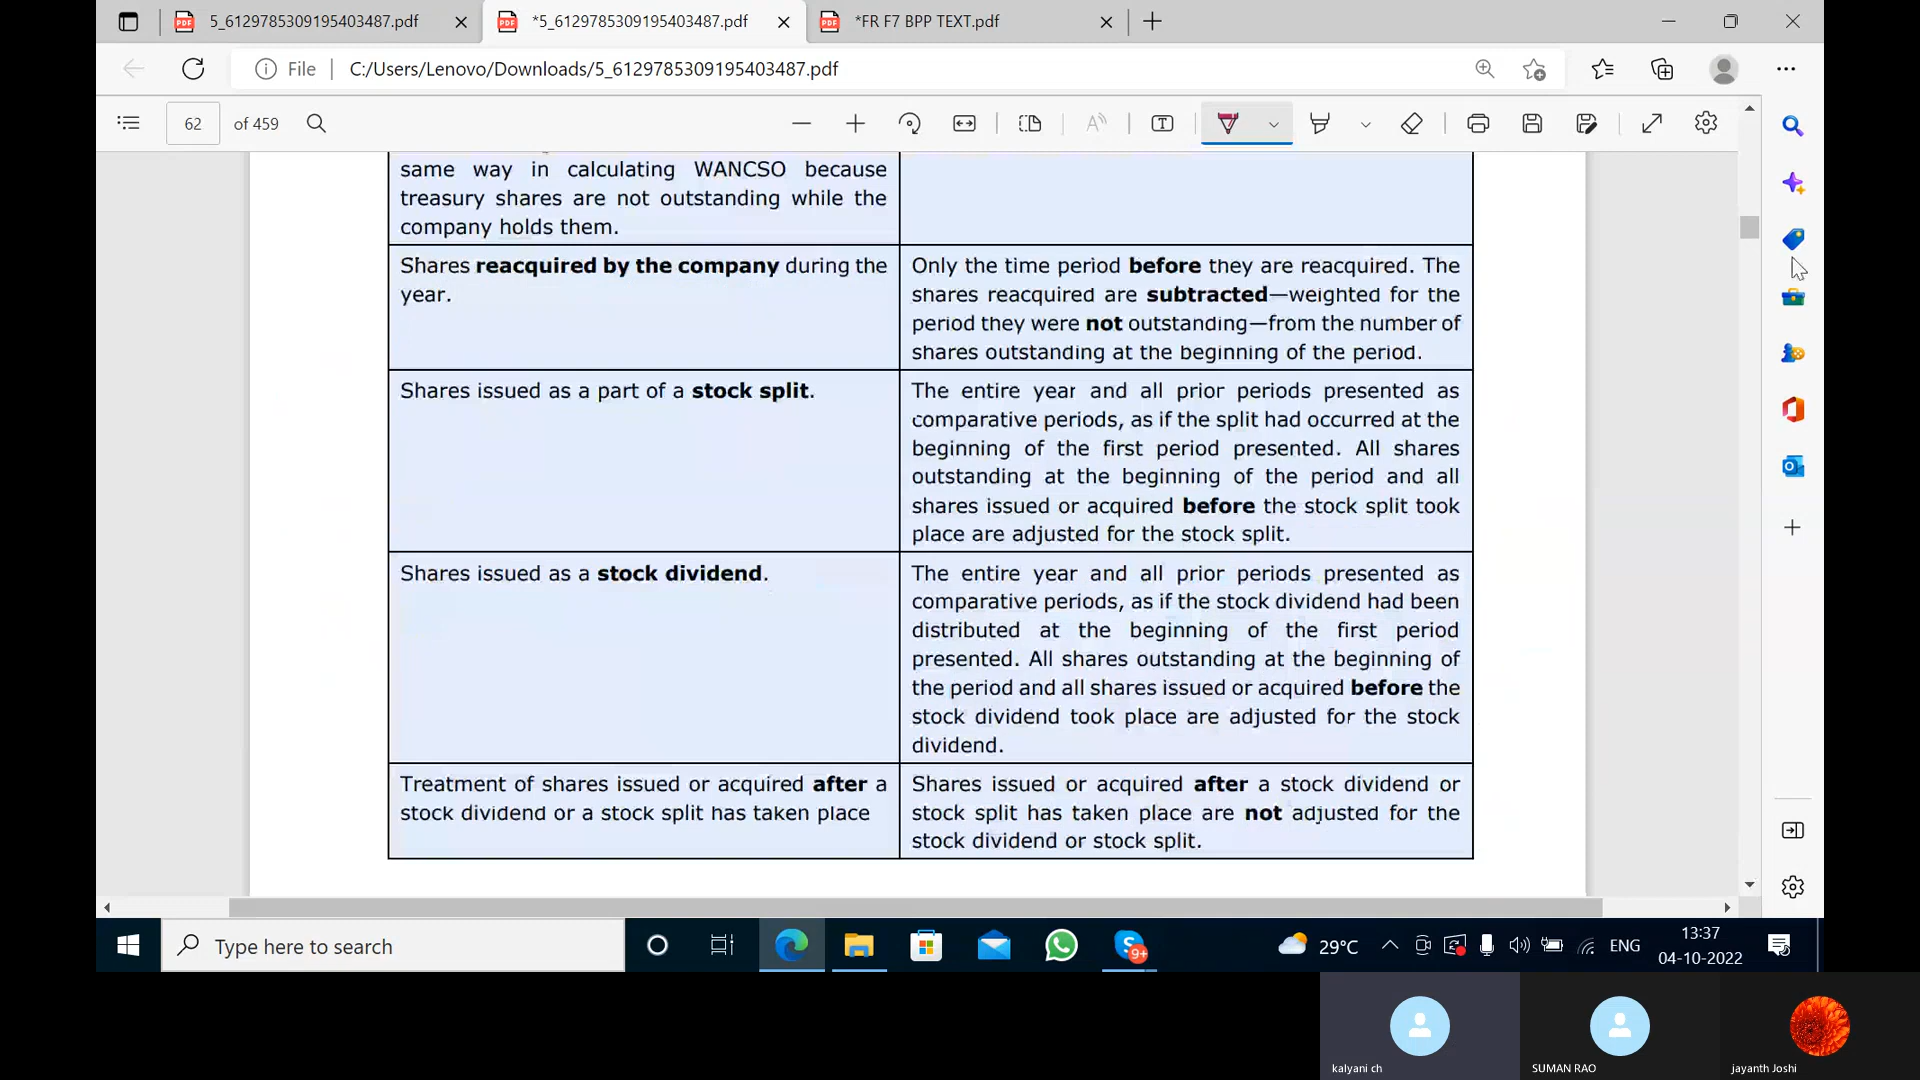 5_6129785309195403487.pdf
*5_6129785309195403487.pdf
*FR F7 BPP TEXT.pdf
File
C:/Users/Lenovo/Downloads/5_6129785309195403487.pdf
62 of 459
same way in calculating WANCSO because
treasury shares are not outstanding while the
company holds them.
Shares reacquired by the company during the
year.
Only the time period before they are reacquired. The
shares reacquired are subtracted—weighted for the
period they were not outstanding—from the number of
shares outstanding at the beginning of the period.
Shares issued as a part of a stock split.
The entire year and all prior periods presented as
comparative periods, as if the split had occurred at the
beginning of the first period presented. All shares
outstanding at the beginning of the period and all
shares issued or acquired before the stock split took
place are adjusted for the stock split.
Shares issued as a stock dividend.
The entire year and all prior periods presented as
comparative periods, as if the stock dividend had been
distributed at the beginning of the first period
presented. All shares outstanding at the beginning of
the period and all shares issued or acquired before the
stock dividend took place are adjusted for the stock
dividend.
Treatment of shares issued or acquired after a
stock dividend or a stock split has taken place
Shares issued or acquired after a stock dividend or
stock split has taken place are not adjusted for the
stock dividend or stock split.
Type here to search
9+
29°C
ENG
13:37
04-10-2022
kalyani ch
SUMAN RAO
jayanth Joshi